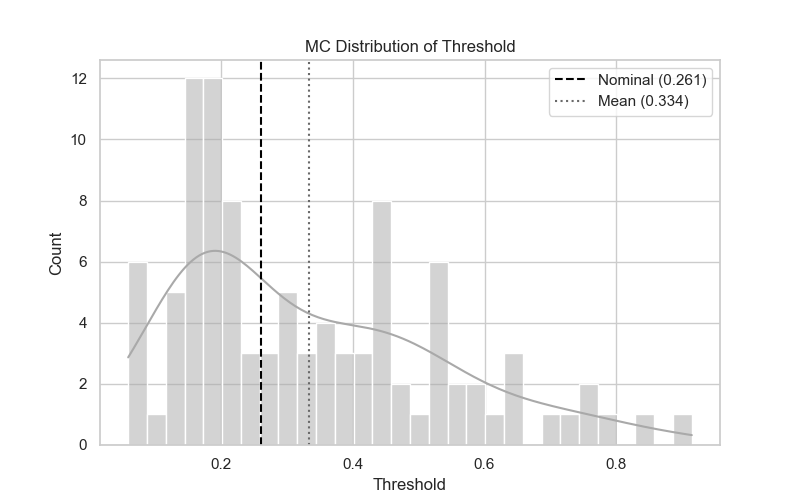 MC Distribution of Threshold
Nominal (0.261)
Mean (0.334)
12
10
8
6
4
2
0
Count
0.2 0.4 0.6 0.8
Threshold